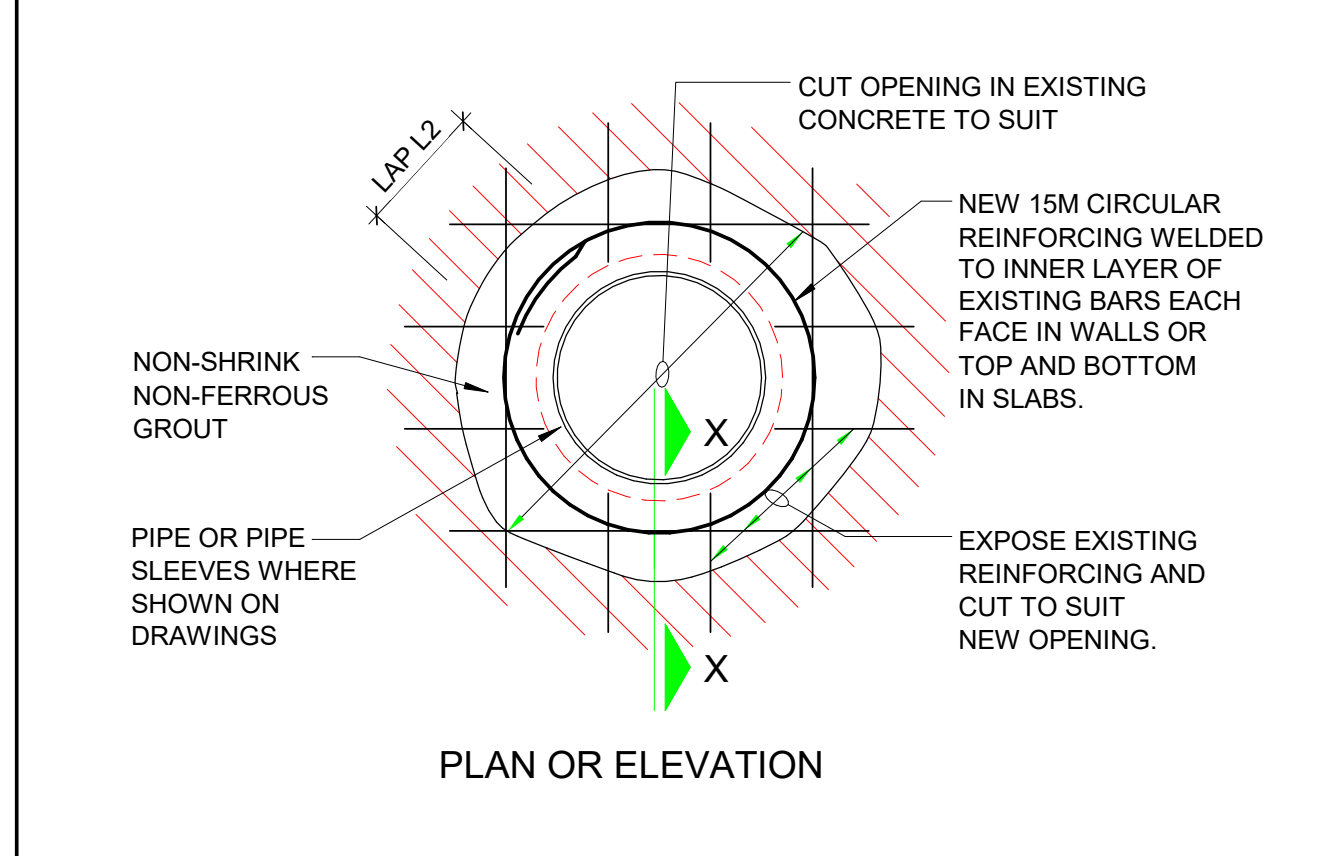 CUT OPENING IN EXISTING
CONCRETE TO SUIT
LAP L2
NEW 15M CIRCULAR
REINFORCING WELDED
TO INNER LAYER OF
EXISTING BARS EACH
FACE IN WALLS OR
TOP AND BOTTOM
IN SLABS.
NON-SHRINK
NON-FERROUS
GROUT
X
PIPE OR PIPE
SLEEVES WHERE
SHOWN ON
DRAWINGS
EXPOSE EXISTING
REINFORCING AND
CUT TO SUIT
NEW OPENING.
X
PLAN OR ELEVATION